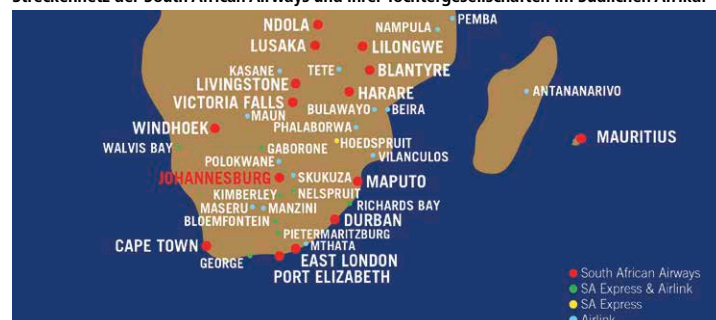 Streckennetz der South African Airways und ihrer Tochtergesellschaften im Südlichen Afrika.
PEMBA
NDOLA
NAMPULA
LUSAKA
LILONGWE
KASANE
TETE
BLANTYRE
LIVINGSTONE
HARARE
ANTANANARIVO
VICTORIA FALLS
BULAWAYO
BEIRA
MAUN
WINDHOEK
PHALABORWA
MAURITIUS
WALVIS BAY
GABORONE
HOEDSPRUIT
POLOKWANE
VILANCULOS
JOHANNESBURG
SKUKUZA
MAPUTO
KIMBERLEY
NELSPRUIT
MASERU
MANZINI
RICHARDS BAY
BLOEMFONTEIN
DURBAN
PIETERMARITZBURG
CAPE TOWN
MTHATA
GEORGE
EAST LONDON
PORT ELIZABETH
South African Airways
SA Express & Airlink
SA Express
Airlink